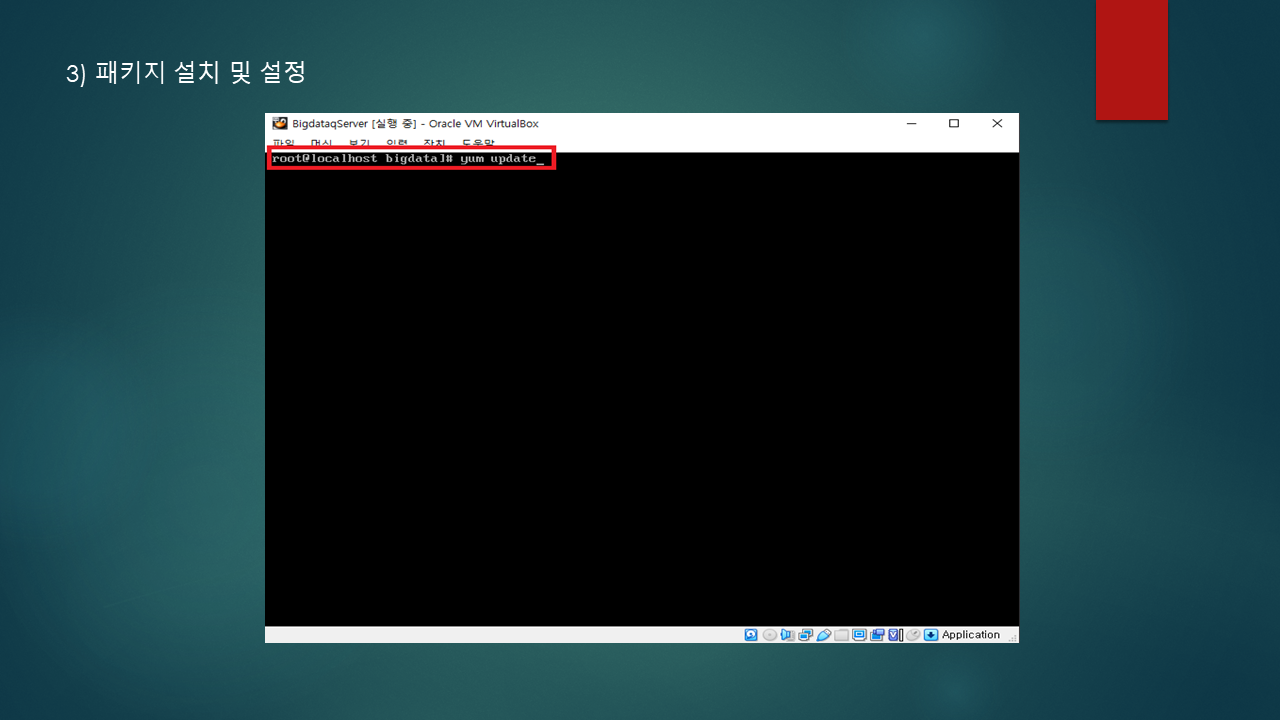 3) 패키지 설치 및 설정
BigdataqServer [실행 중] - Oracle VM VirtualBox
파일 머신 보기 입력 장치 도움말
root@localhost bigdata]# yum update_
Application